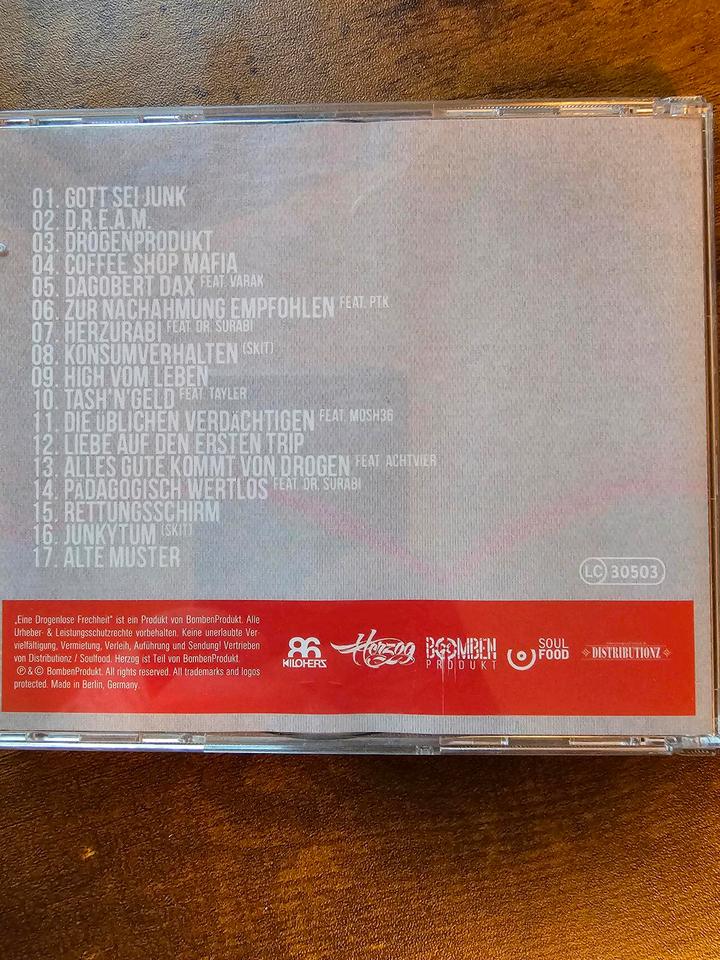 01. GOTT SEI JUNK
02. D.R.E.A.M.
03. DROGENPRODUKT
04. COFFEE SHOP MAFIA
05. DAGOBERT DAX FEAT. VARAK
06. ZUR NACHAHMUNG EMPFOHLEN FEAT. PTK
07. HERZURABI FEAT. DR. SURABI
08. KONSUMVERHALTEN (SKIT)
09. HIGH VOM LEBEN
10. TASH'N'GELD FEAT. TAYLER
11. DIE ÜBLICHEN VERDÄCHTIGEN FEAT. MOSH36
12. LIEBE AUF DEN ERSTEN TRIP
13. ALLES GUTE KOMMT VON DROGEN FEAT. ACHTVIER
14. PÄDAGOGISCH WERTLOS FEAT. DR. SURABI
15. RETTUNGSSCHIRM
16. JUNKYTUM (SKIT)
17. ALTE MUSTER
LC 30503
„Eine Drogenlose Frechheit" ist ein Produkt von BombenProdukt. Alle
Urheber- & Leistungsschutzrechte vorbehalten. Keine unerlaubte Ver-
vielfältigung, Vermietung, Verleih, Auführung und Sendung! Vertrieben
von Distributionz / Soulfood. Herzog ist Teil von BombenProdukt.
℗ & © BombenProdukt. All rights reserved. All trademarks and logos
protected. Made in Berlin, Germany.
86
KILOHERZ
Herzog
BOOMBEN
PRODUKT
SOUL
FOOD
DISTRIBUTIONZ